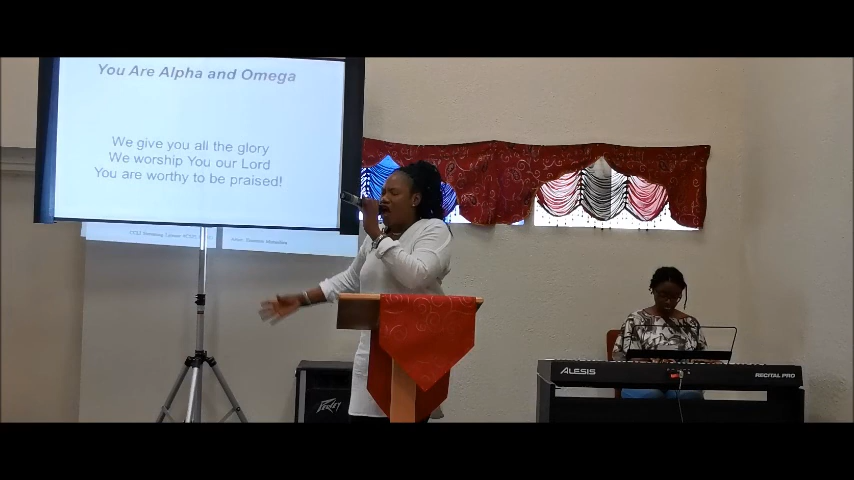 You Are Alpha and Omega
We give you all the glory
We worship You our Lord
You are worthy to be praised!
PEAVEY
ALESIS
RECITAL PRO